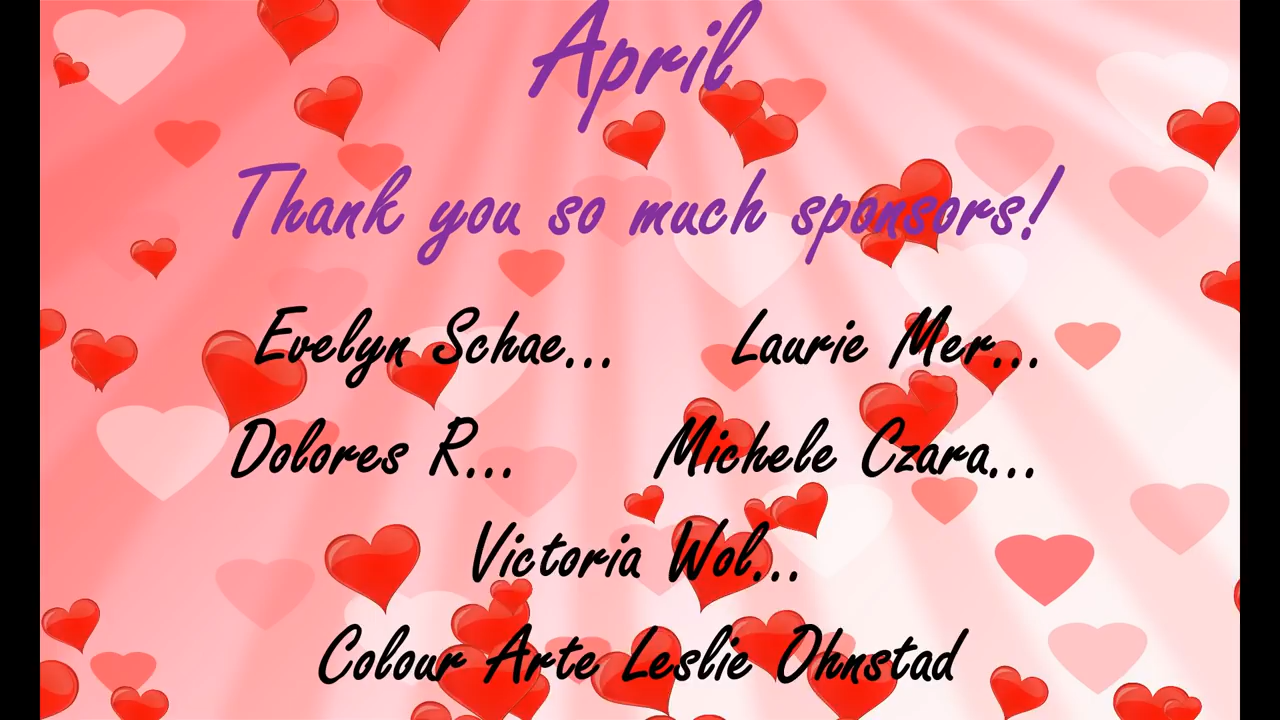 April
Thank you so much sponsors!
Evelyn Schae... Laurie Mer...
Dolores R... Michele Czara...
Victoria Wol...
Colour Arte Leslie Ohnstad